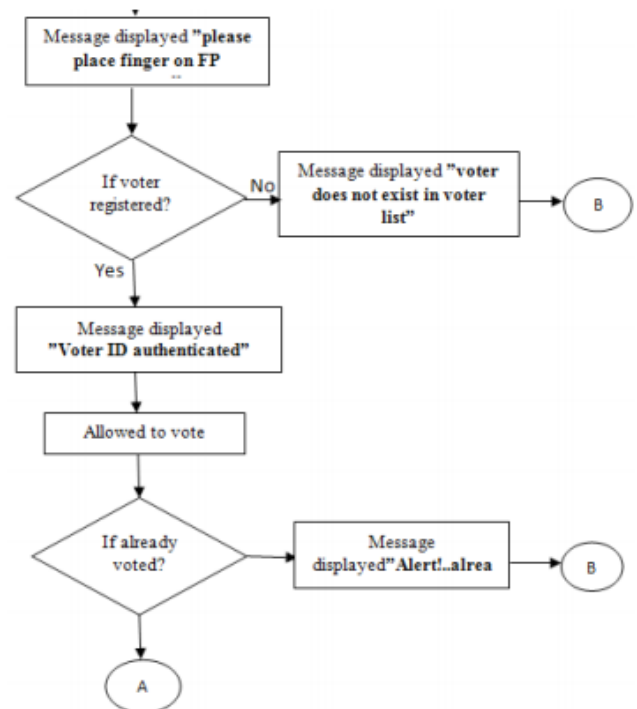 Message displayed ”please
place finger on FP
If voter
registered?
No
Message displayed ”voter
does not exist in voter
list”
B
Yes
Message displayed
”Voter ID authenticated”
Allowed to vote
If already
voted?
Message
displayed”Alert!..alrea
B
A